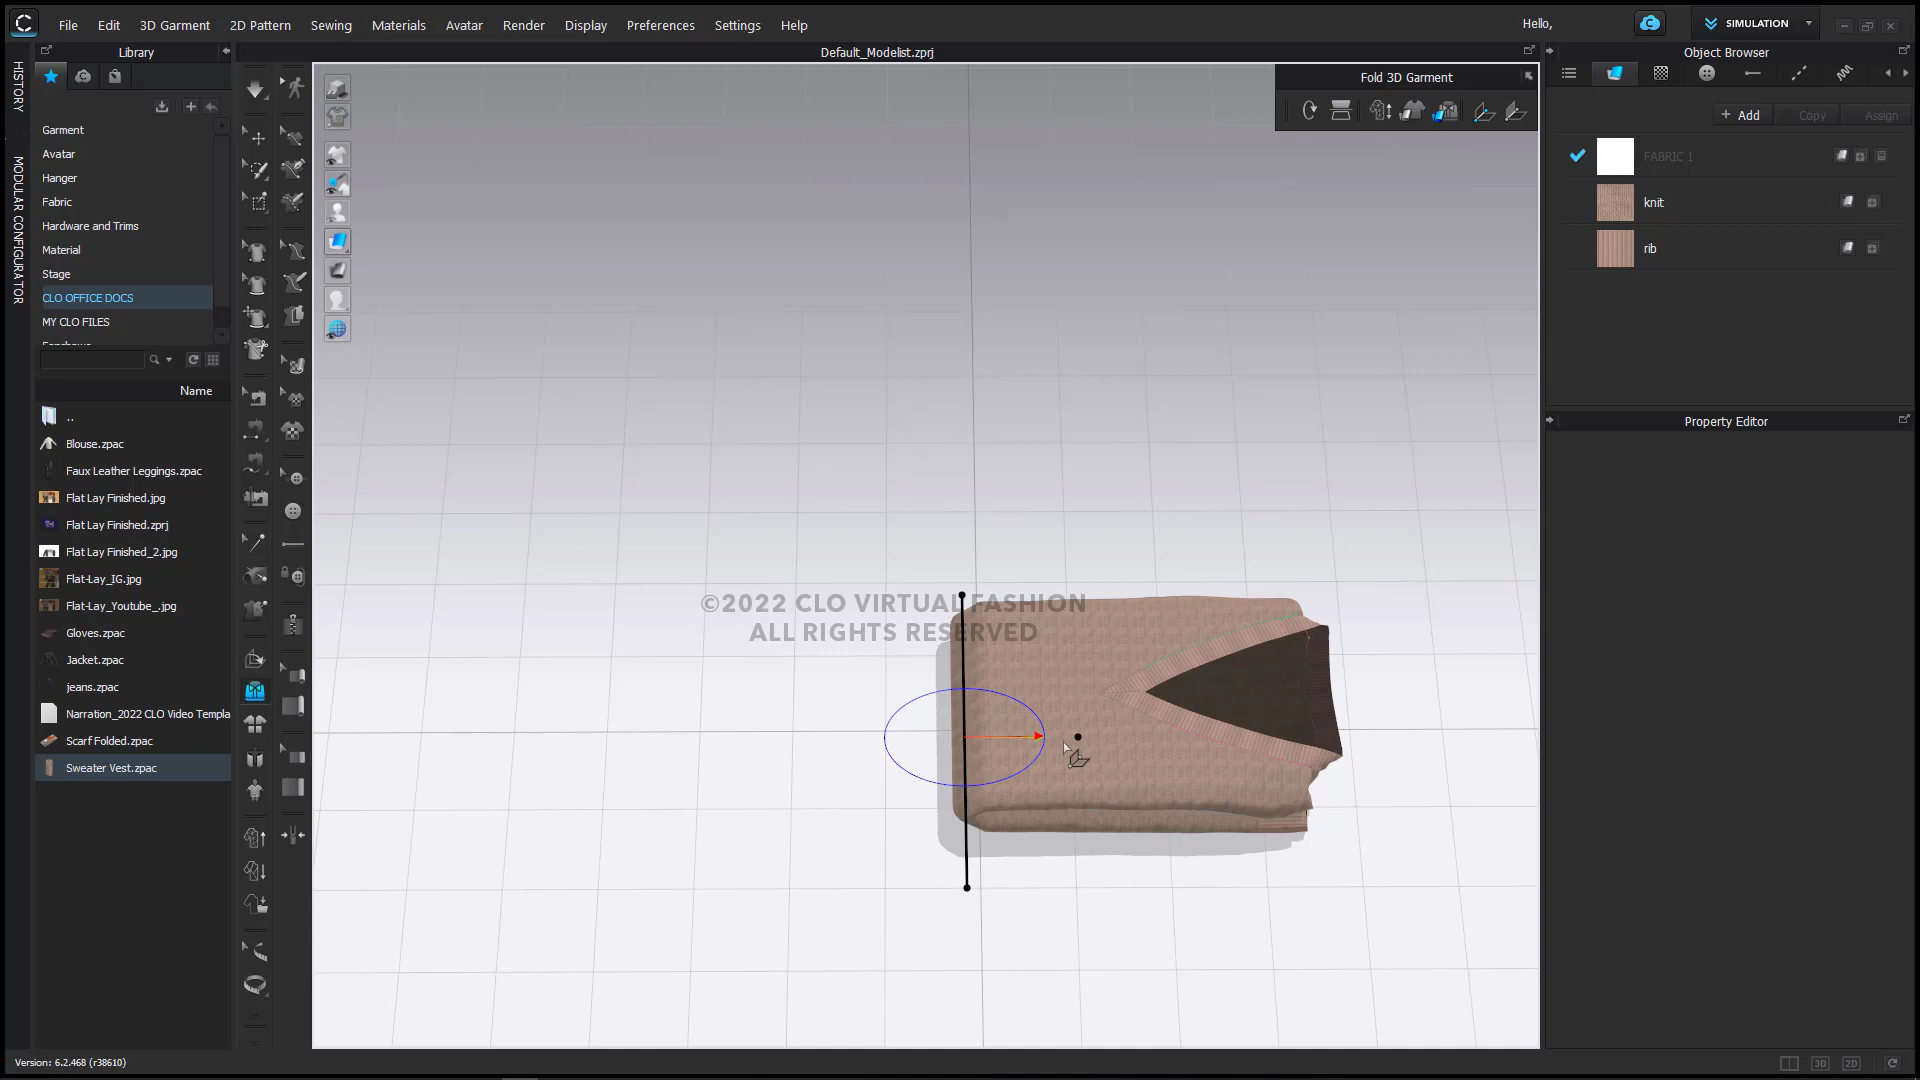 File Edit 3D Garment 2D Pattern Sewing Materials Avatar Render Display Preferences Settings Help Hello, SIMULATION
Library
Default_Modelist.zprj
Object Browser
HISTORY
MODULAR CONFIGURATOR
Fold 3D Garment
Garment
Avatar
Hanger
Fabric
Hardware and Trims
Material
Stage
CLO OFFICE DOCS
MY CLO FILES
Name
..
Blouse.zpac
Faux Leather Leggings.zpac
Flat Lay Finished.jpg
Flat Lay Finished.zprj
Flat Lay Finished_2.jpg
Flat-Lay_IG.jpg
Flat-Lay_Youtube_.jpg
Gloves.zpac
Jacket.zpac
jeans.zpac
Narration_2022 CLO Video Templa
Scarf Folded.zpac
Sweater Vest.zpac
©2022 CLO VIRTUAL FASHION
ALL RIGHTS RESERVED
+ Add Copy Assign
FABRIC 1
knit
rib
Property Editor
Version: 6.2.468 (r38610)
3D 2D